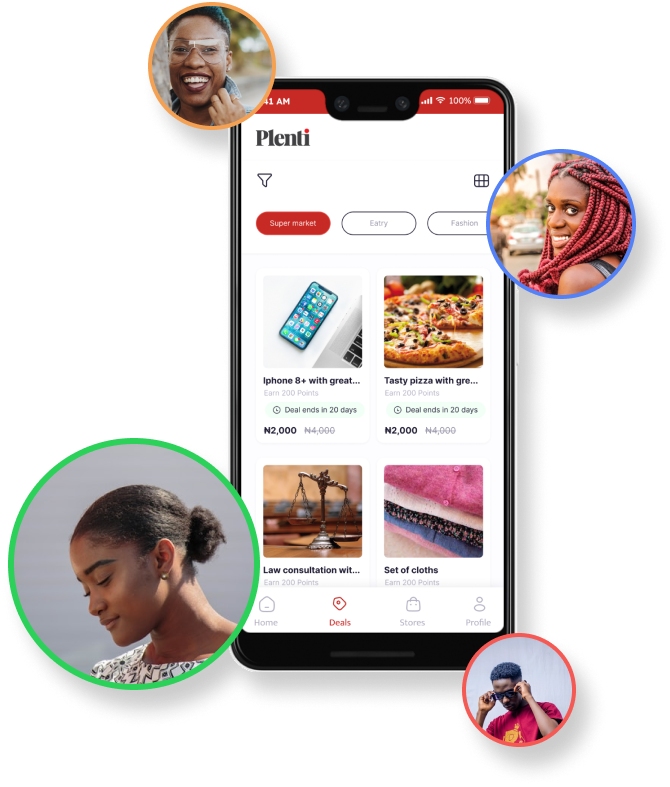 41 AM
100%
Plenti
Super market
Eatry
Fashion
Iphone 8+ with great...
Earn 200 Points
Deal ends in 20 days
₦2,000 ₦4,000
Tasty pizza with gre...
Earn 200 Points
Deal ends in 20 days
₦2,000 ₦4,000
Law consultation wit...
Earn 200 Points
Set of cloths
Earn 200 Points
Home
Deals
Stores
Profile